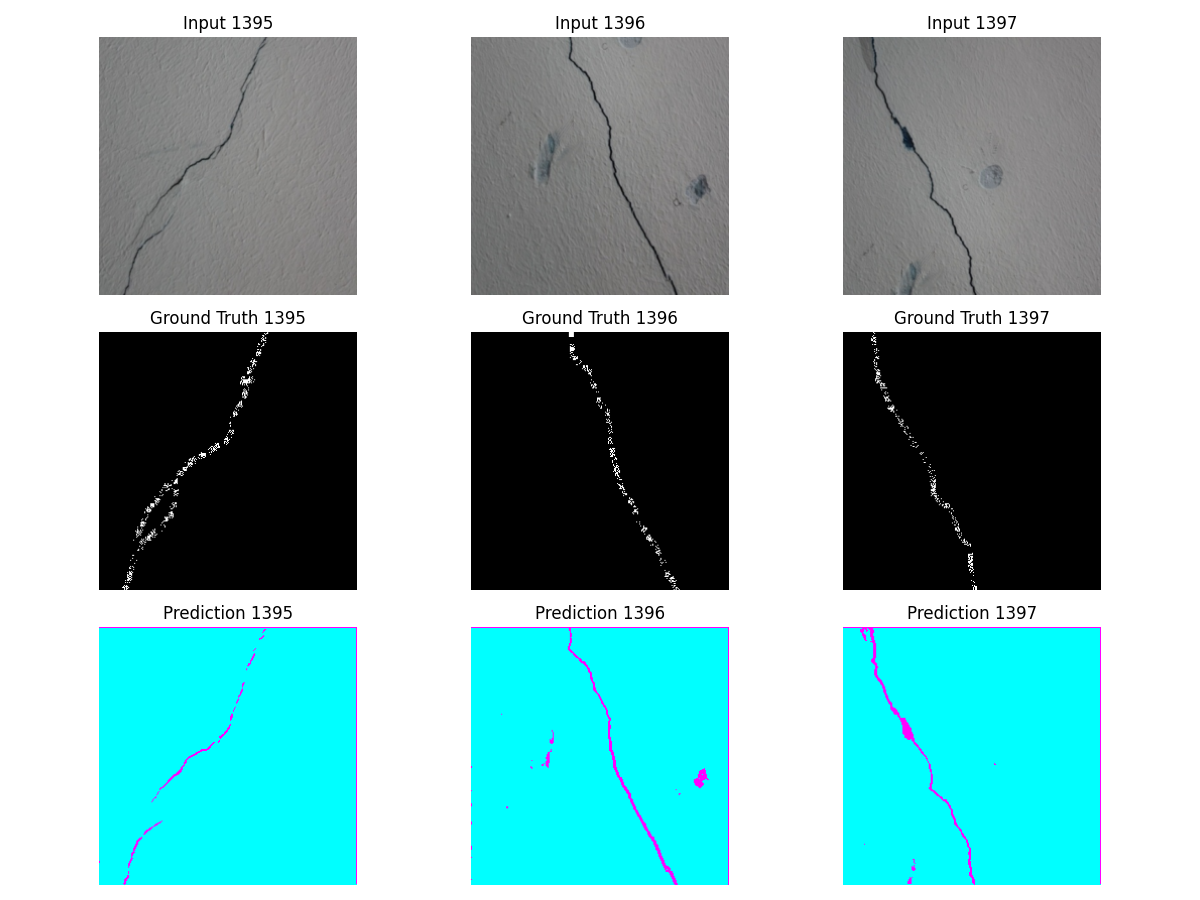 Input 1395
Input 1396
Input 1397
Ground Truth 1395
Ground Truth 1396
Ground Truth 1397
Prediction 1395
Prediction 1396
Prediction 1397